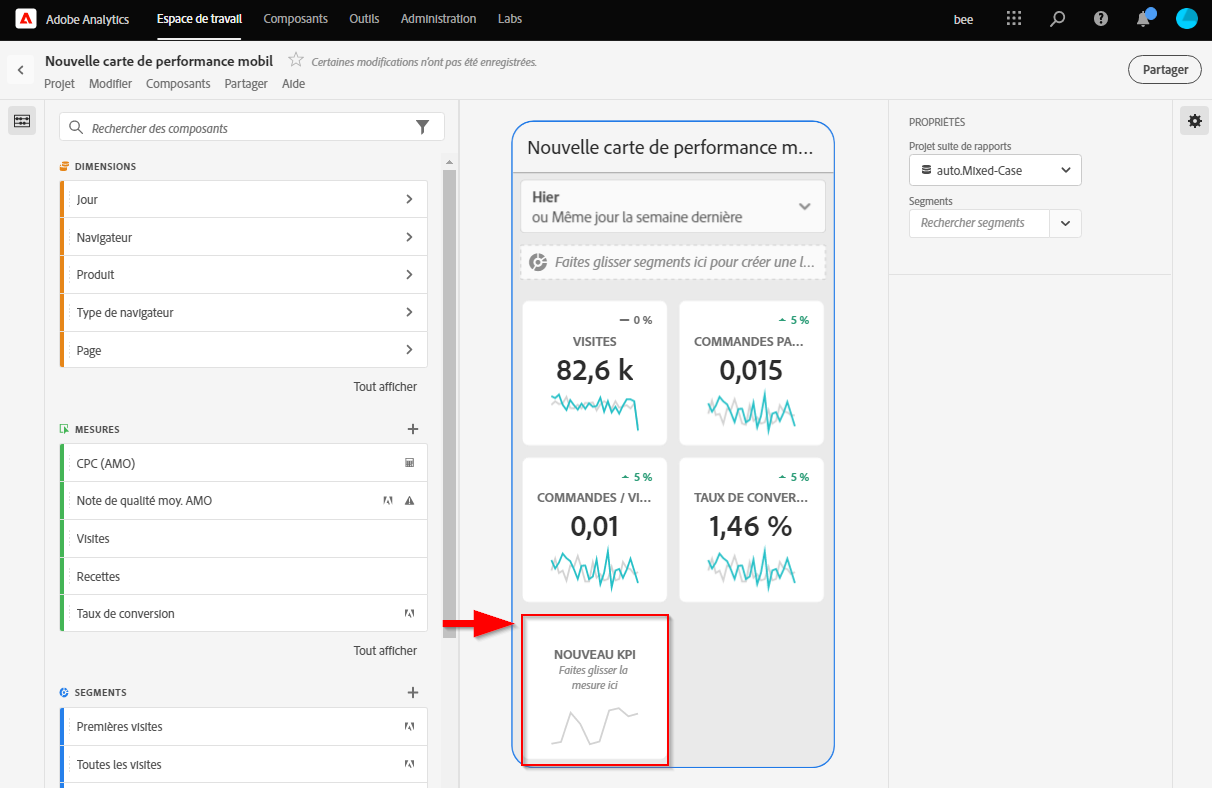 Adobe Analytics
Espace de travail
Composants
Outils
Administration
Labs
bee
Nouvelle carte de performance mobil
Certaines modifications n'ont pas été enregistrées.
Projet
Modifier
Composants
Partager
Aide
Partager
Rechercher des composants
DIMENSIONS
Jour
Navigateur
Produit
Type de navigateur
Page
Tout afficher
MESURES
CPC (AMO)
Note de qualité moy. AMO
Visites
Recettes
Taux de conversion
Tout afficher
SEGMENTS
Premières visites
Toutes les visites
Nouvelle carte de performance m...
Hier
ou Même jour la semaine dernière
Faites glisser segments ici pour créer une l...
0 %
VISITES
82,6 k
5 %
COMMANDES PA...
0,015
5 %
COMMANDES / VI...
0,01
5 %
TAUX DE CONVER...
1,46 %
NOUVEAU KPI
Faites glisser la
mesure ici
PROPRIÉTÉS
Projet suite de rapports
auto.Mixed-Case
Segments
Rechercher segments